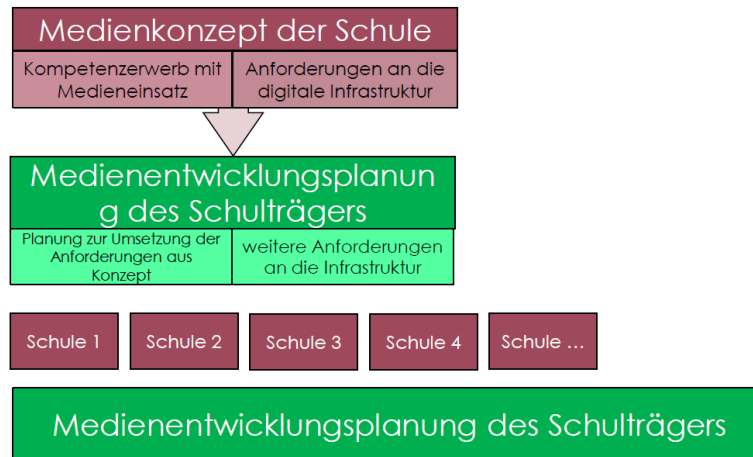 Medienkonzept der Schule
Kompetenzerwerb mit
Medieneinsatz
Anforderungen an die
digitale Infrastruktur
Medienentwicklungsplanun
g des Schulträgers
Planung zur Umsetzung der
Anforderungen aus
Konzept
weitere Anforderungen
an die Infrastruktur
Schule 1
Schule 2
Schule 3
Schule 4
Schule ...
Medienentwicklungsplanung des Schulträgers